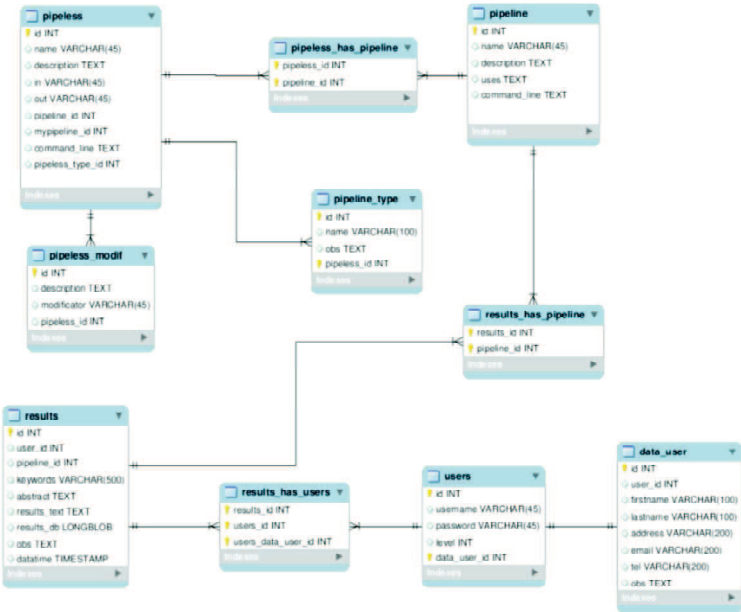 pipeless
id INT
name VARCHAR(45)
description TEXT
in VARCHAR(45)
out VARCHAR(45)
pipeline_id INT
mypipeline_id INT
command_line TEXT
pipeless_type_id INT
Indexes
pipeless_has_pipeline
pipeless_id INT
pipeline_id INT
Indexes
pipeline
id INT
name VARCHAR(45)
description TEXT
uses TEXT
command_line TEXT
Indexes
pipeline_type
id INT
name VARCHAR(100)
obs TEXT
pipeless_id INT
Indexes
pipeless_modif
id INT
description TEXT
modificator VARCHAR(45)
pipeless_id INT
Indexes
results_has_pipeline
results_id INT
pipeline_id INT
Indexes
results
id INT
user_id INT
pipeline_id INT
keywords VARCHAR(500)
abstract TEXT
results_text TEXT
results_db LONGBLOB
obs TEXT
datatime TIMESTAMP
Indexes
results_has_users
results_id INT
users_id INT
users_data_user_id INT
Indexes
users
id INT
username VARCHAR(45)
password VARCHAR(45)
level INT
data_user_id INT
Indexes
data_user
id INT
user_id INT
firstname VARCHAR(100)
lastname VARCHAR(100)
address VARCHAR(200)
email VARCHAR(200)
tel VARCHAR(200)
obs TEXT
Indexes